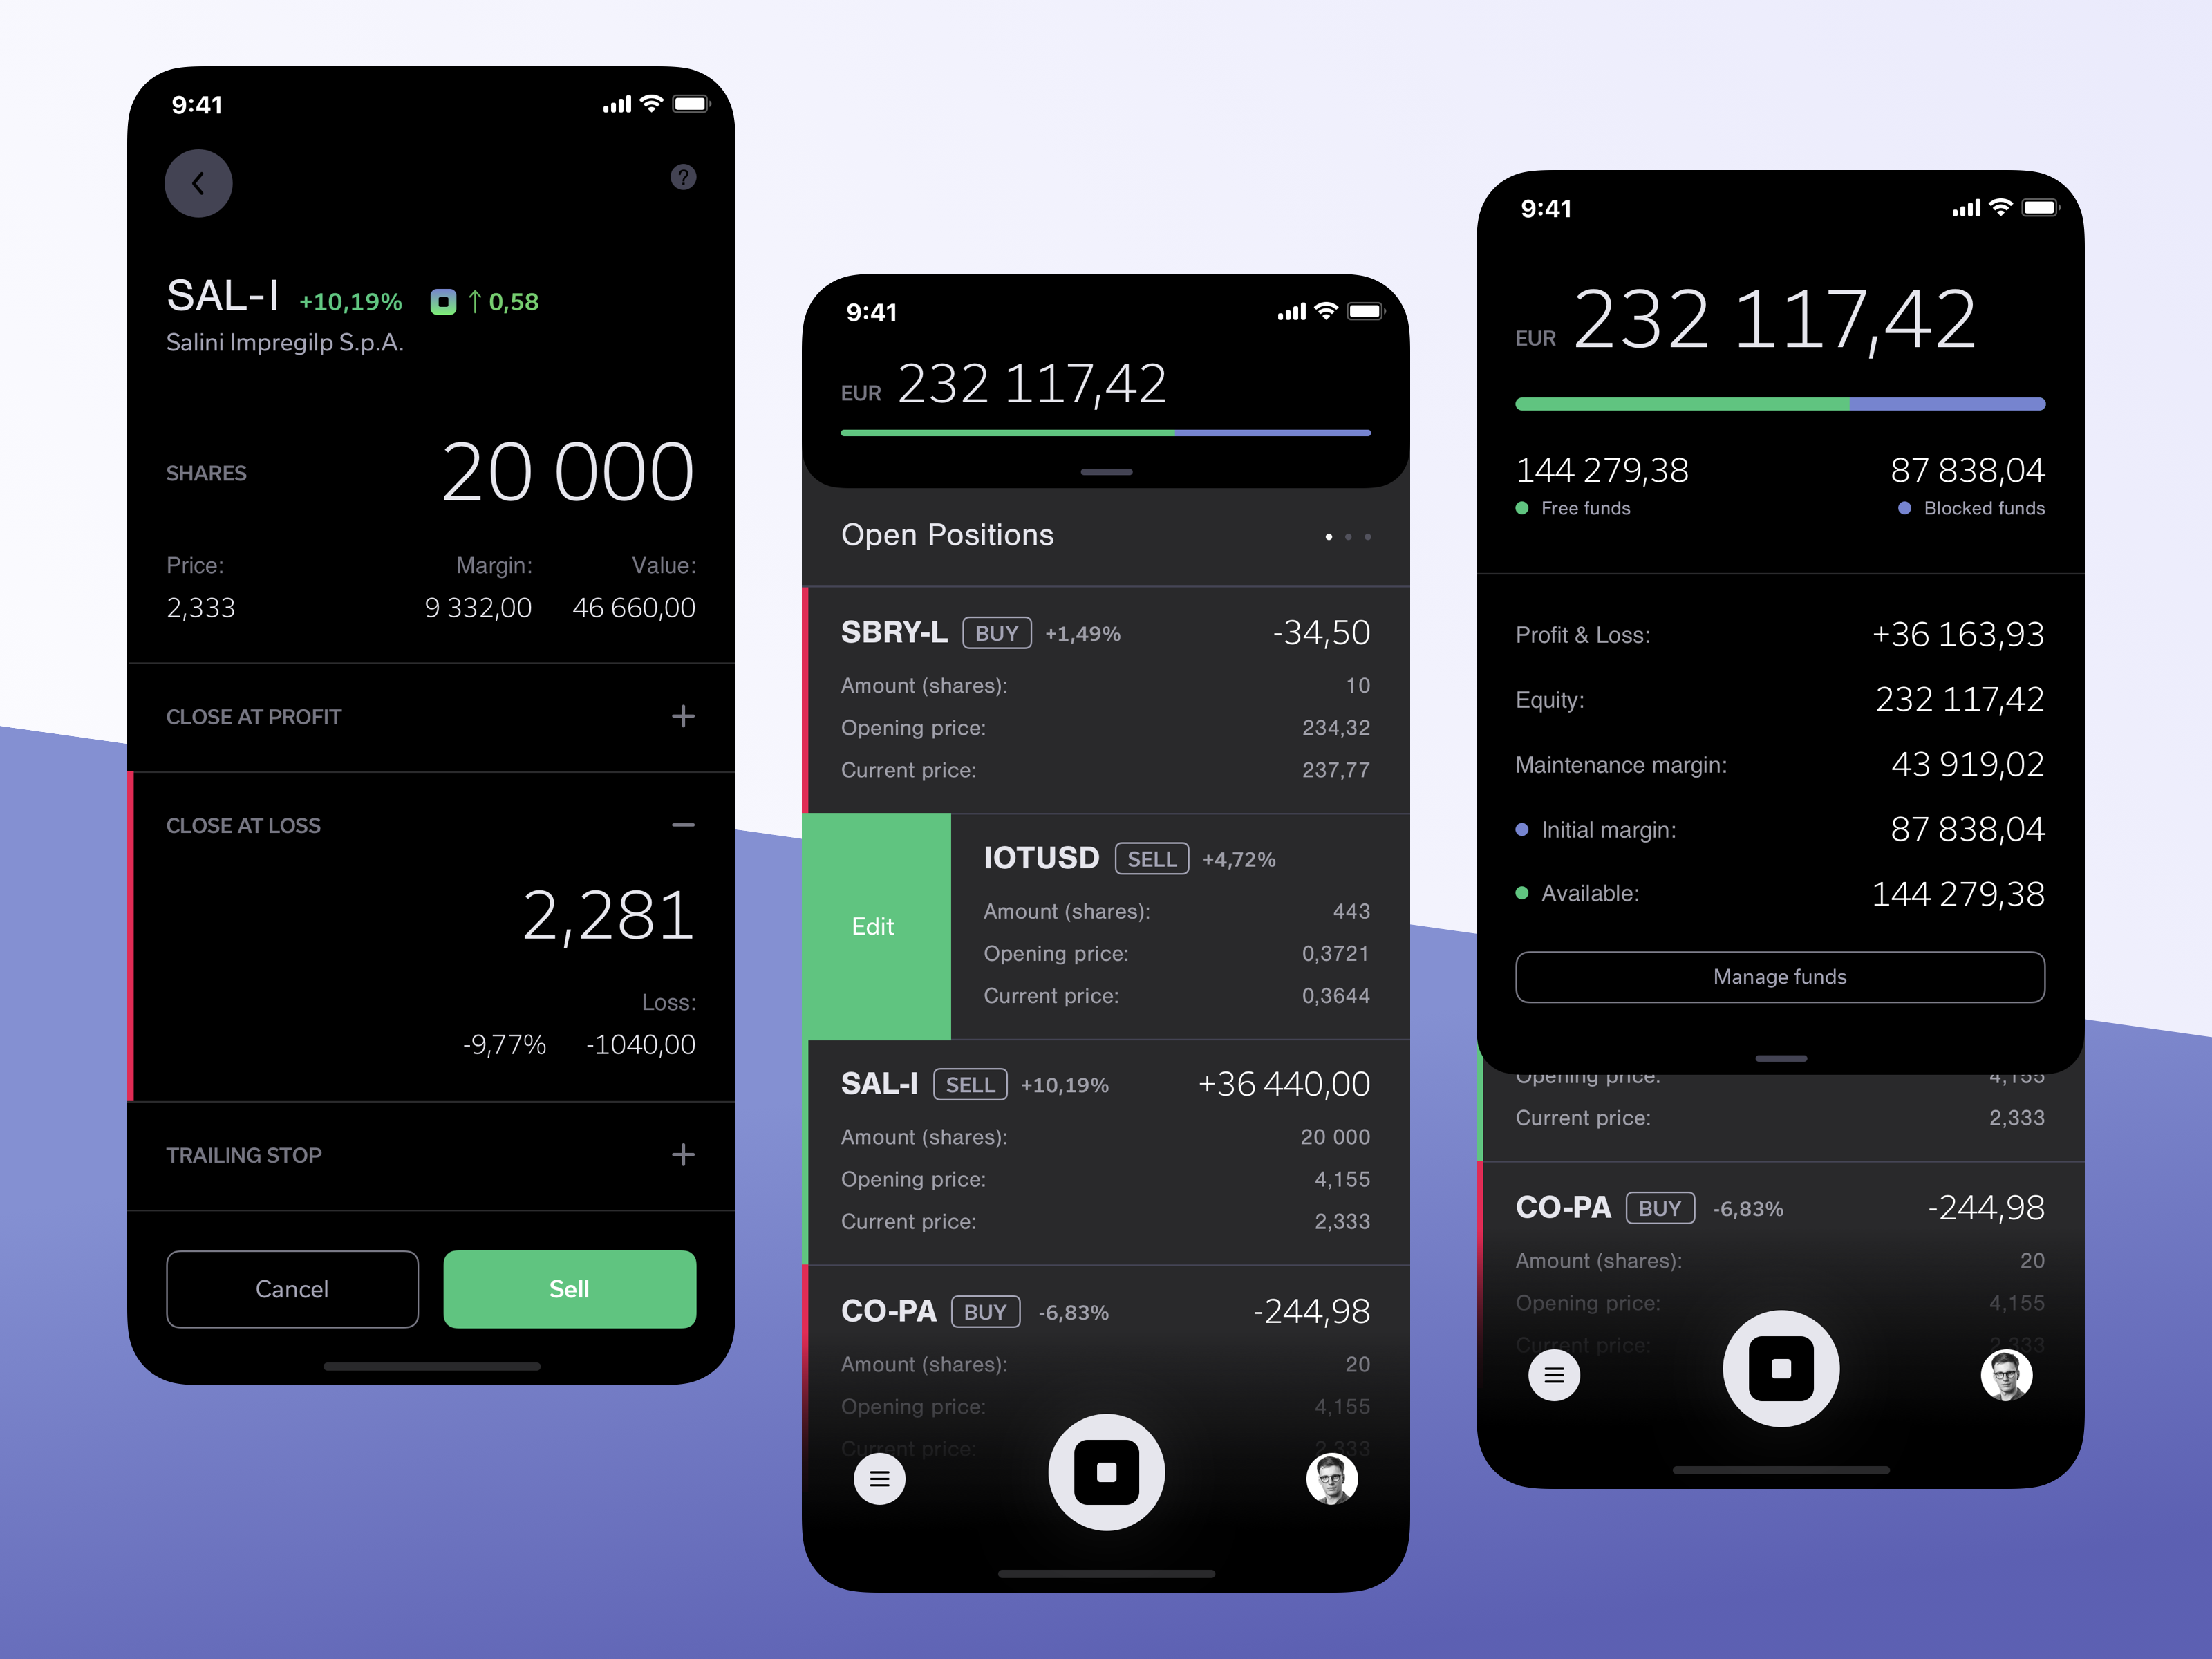 9:41
?
SAL-I +10,19% ↑ 0,58
Salini Impregilp S.p.A.
SHARES 20 000
Price: Margin: Value:
2,333 9 332,00 46 660,00
CLOSE AT PROFIT +
CLOSE AT LOSS −
2,281
Loss:
-9,77% -1040,00
TRAILING STOP +
Cancel Sell
9:41
EUR 232 117,42
Open Positions
SBRY-L BUY +1,49% -34,50
Amount (shares): 10
Opening price: 234,32
Current price: 237,77
Edit
IOTUSD SELL +4,72%
Amount (shares): 443
Opening price: 0,3721
Current price: 0,3644
SAL-I SELL +10,19% +36 440,00
Amount (shares): 20 000
Opening price: 4,155
Current price: 2,333
CO-PA BUY -6,83% -244,98
Amount (shares): 20
Opening price: 4,155
Current price: 2,333
9:41
EUR 232 117,42
144 279,38 87 838,04
Free funds Blocked funds
Profit & Loss: +36 163,93
Equity: 232 117,42
Maintenance margin: 43 919,02
Initial margin: 87 838,04
Available: 144 279,38
Manage funds
Opening price: 4,155
Current price: 2,333
CO-PA BUY -6,83% -244,98
Amount (shares): 20
Opening price: 4,155
Current price: 2,333